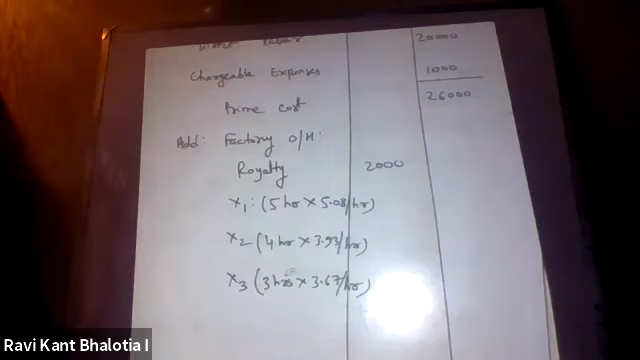 20000
Chargeable Expenses 1000
Prime cost 26000
Add: Factory O/H:
Royalty 2000
X1: (5 hr × 5.08/hr)
X2 (4 hr × 3.93/hr)
X3 (3 hrs × 3.67/hr)
Ravi Kant Bhalotia I